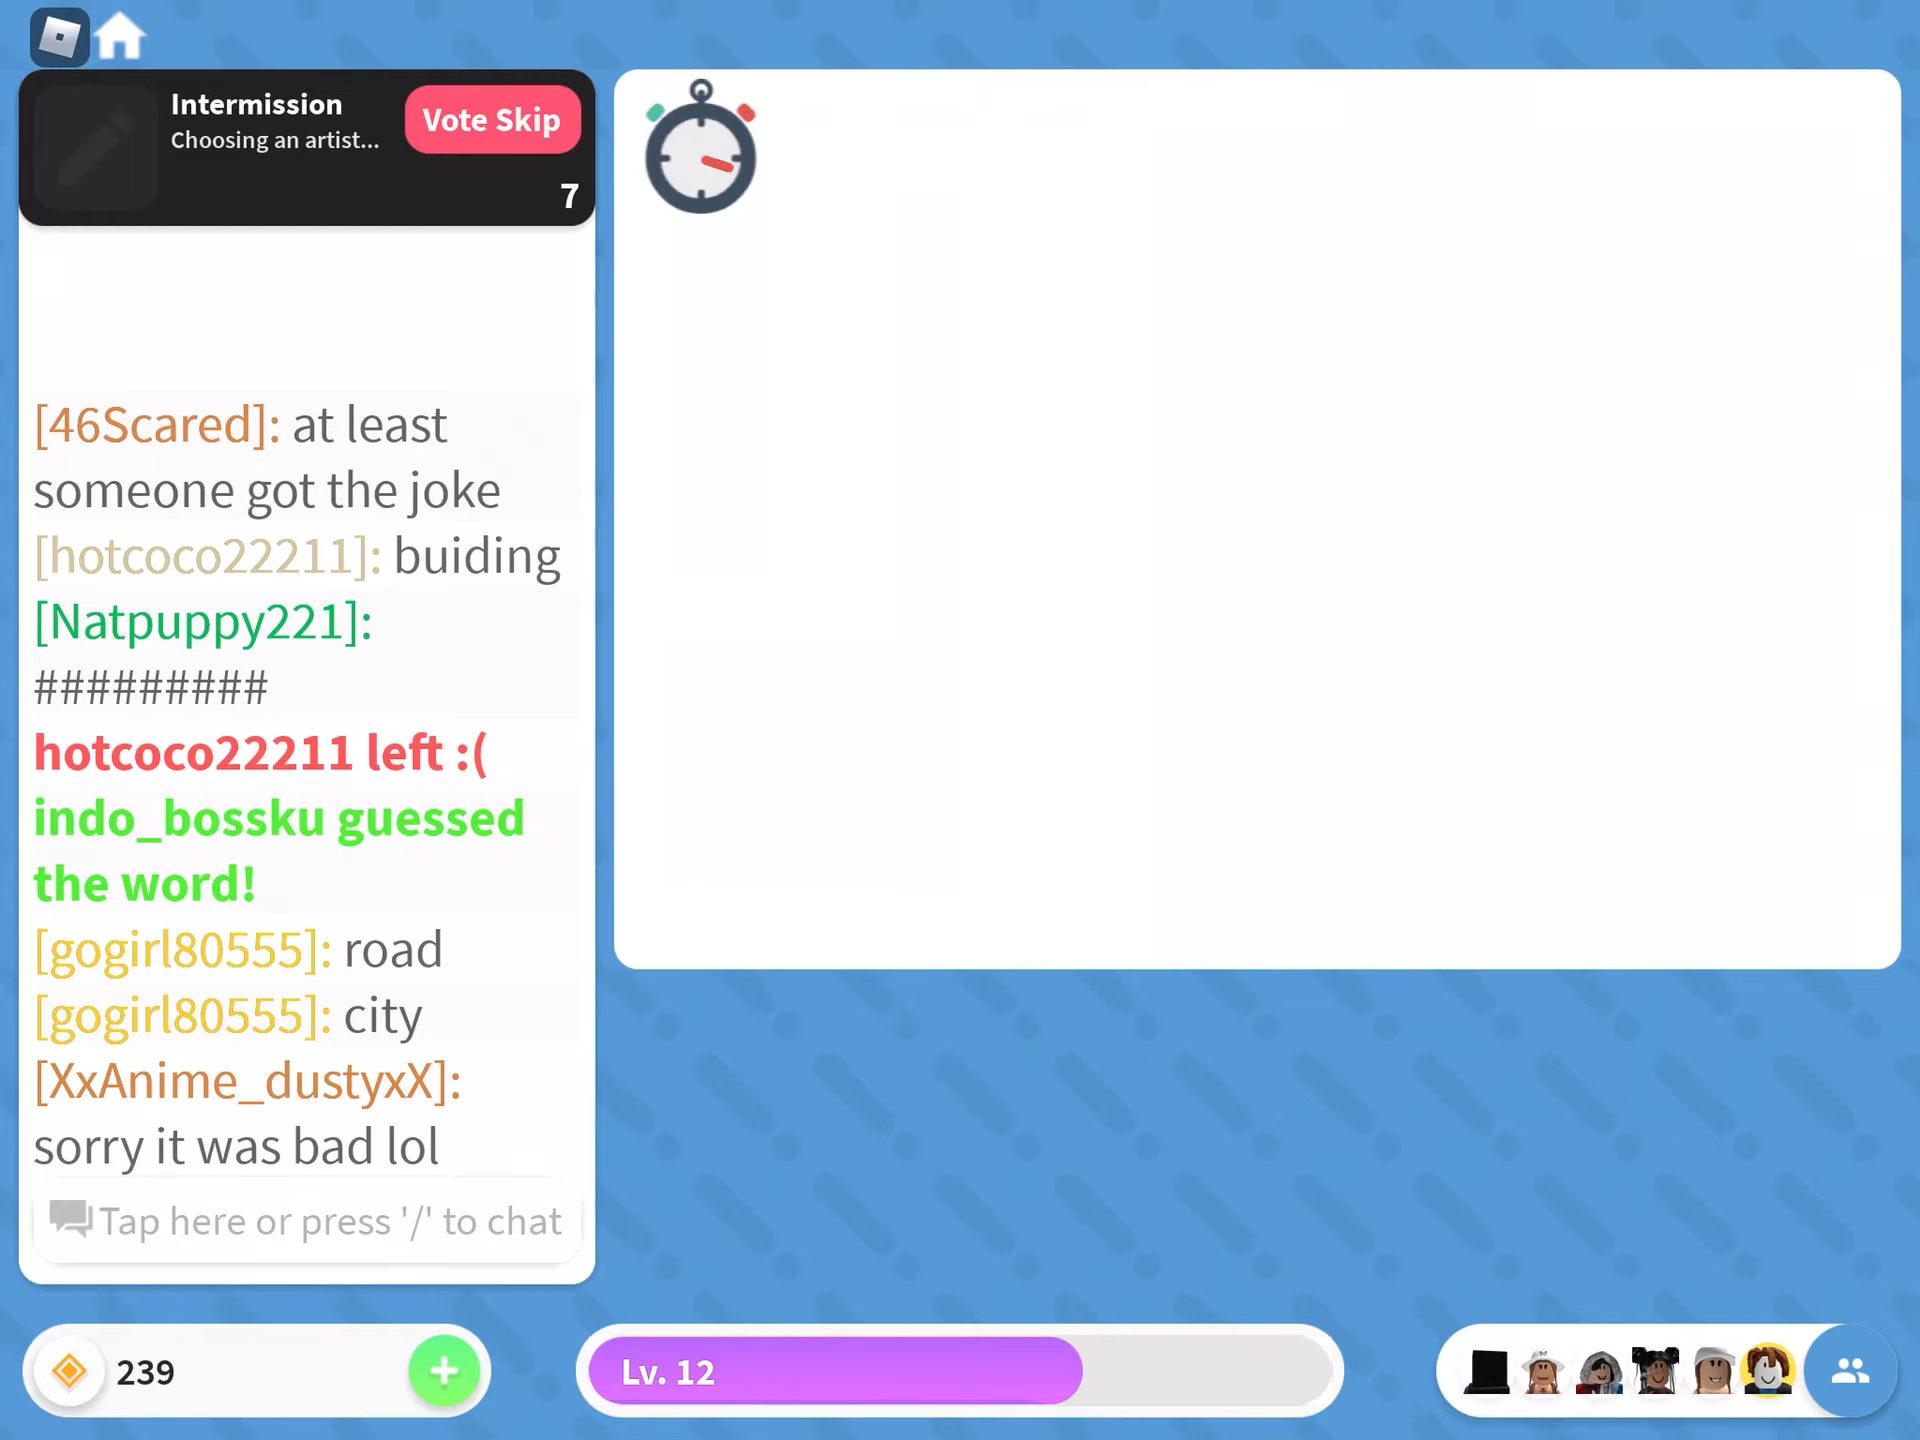 Intermission
Choosing an artist...
Vote Skip
7
[46Scared]: at least
someone got the joke
[hotcoco22211]: buiding
[Natpuppy221]:
#########
hotcoco22211 left :(
indo_bossku guessed
the word!
[gogirl80555]: road
[gogirl80555]: city
[XxAnime_dustyxX]:
sorry it was bad lol
Tap here or press '/' to chat
239
Lv. 12